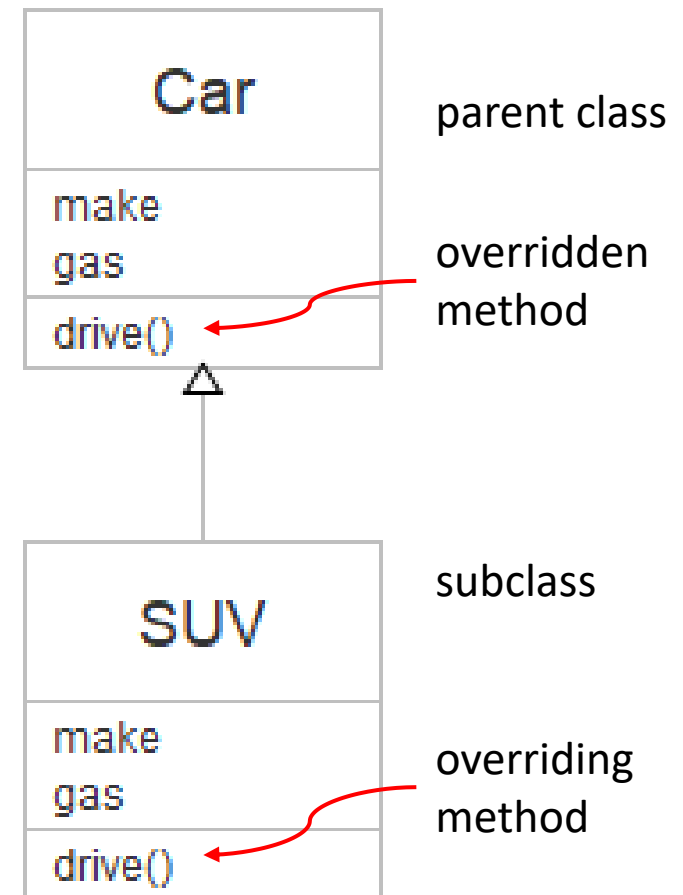 Car
parent class
make
gas
overridden
method
drive()
SUV
subclass
make
gas
overriding
method
drive()